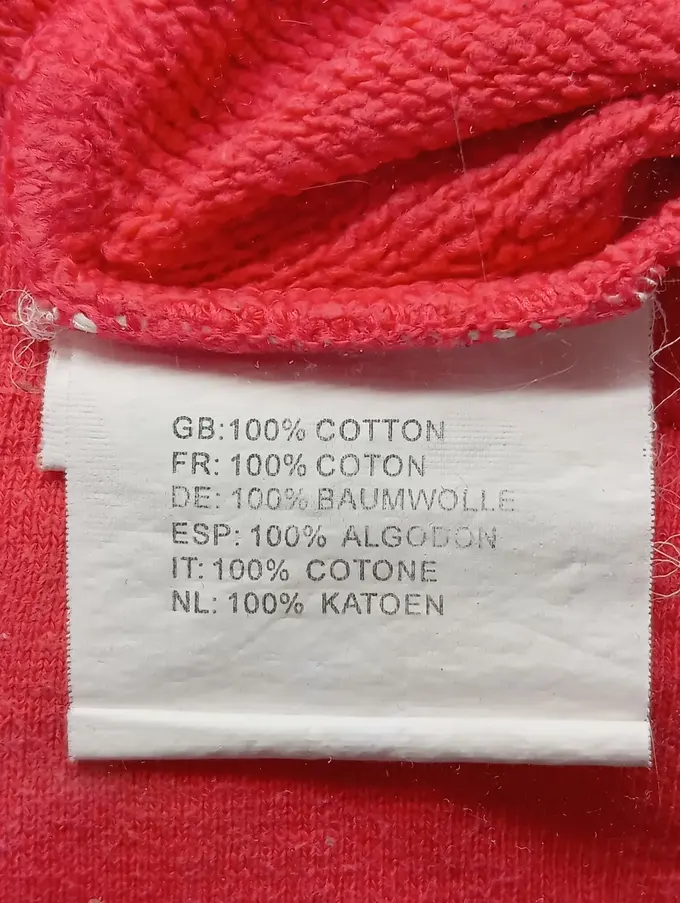 GB:100% COTTON
FR: 100% COTON
DE: 100% BAUMWOLLE
ESP: 100% ALGODON
IT: 100% COTONE
NL: 100% KATOEN